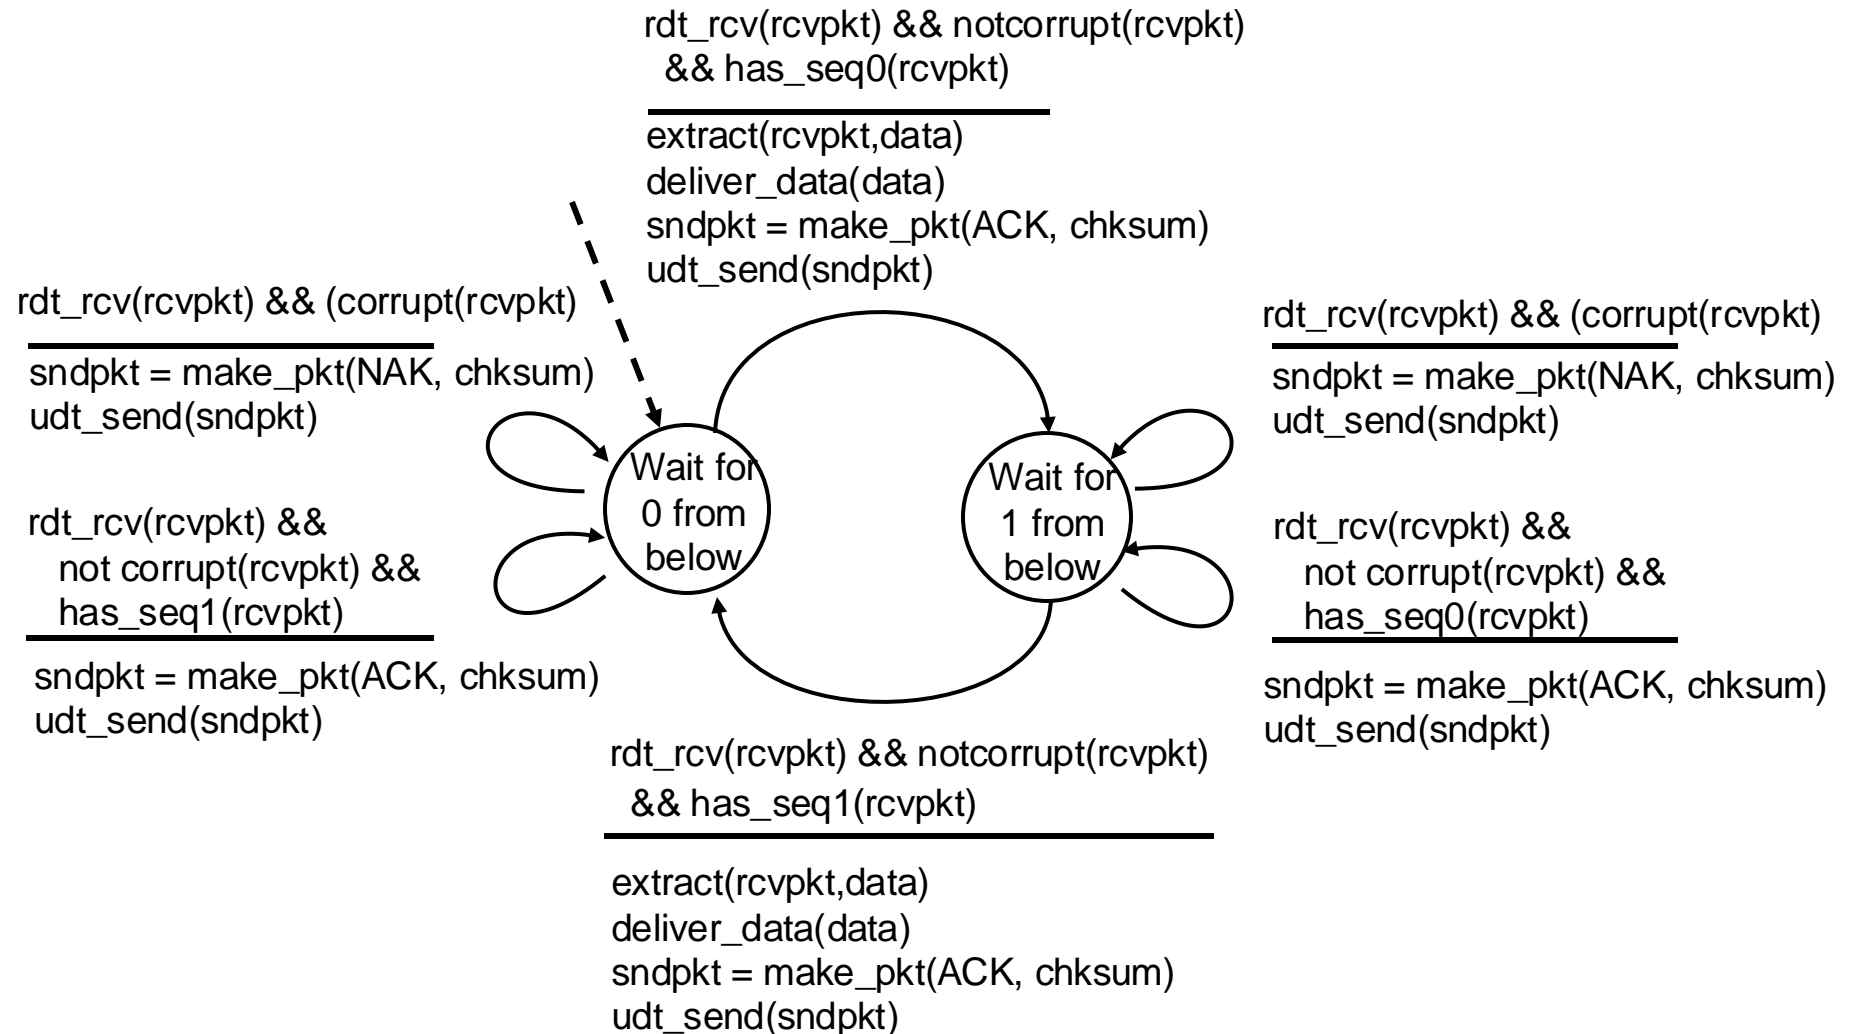 rdt_rcv(rcvpkt) && notcorrupt(rcvpkt)
&& has_seq0(rcvpkt)
extract(rcvpkt,data)
deliver_data(data)
sndpkt = make_pkt(ACK, chksum)
udt_send(sndpkt)
rdt_rcv(rcvpkt) && (corrupt(rcvpkt)
sndpkt = make_pkt(NAK, chksum)
udt_send(sndpkt)
rdt_rcv(rcvpkt) &&
not corrupt(rcvpkt) &&
has_seq1(rcvpkt)
sndpkt = make_pkt(ACK, chksum)
udt_send(sndpkt)
Wait for
0 from
below
Wait for
1 from
below
rdt_rcv(rcvpkt) && (corrupt(rcvpkt)
sndpkt = make_pkt(NAK, chksum)
udt_send(sndpkt)
rdt_rcv(rcvpkt) &&
not corrupt(rcvpkt) &&
has_seq0(rcvpkt)
sndpkt = make_pkt(ACK, chksum)
udt_send(sndpkt)
rdt_rcv(rcvpkt) && notcorrupt(rcvpkt)
&& has_seq1(rcvpkt)
extract(rcvpkt,data)
deliver_data(data)
sndpkt = make_pkt(ACK, chksum)
udt_send(sndpkt)